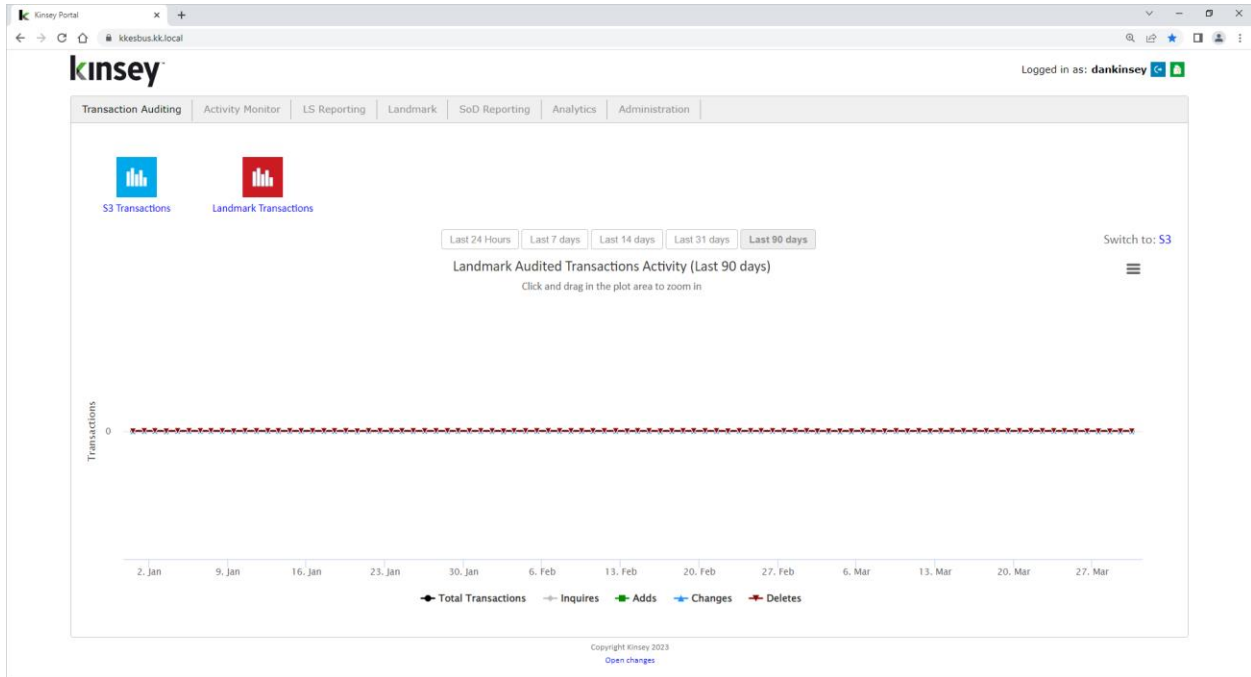 Kinsey Portal
kkesbus.kk.local
kinsey
Logged in as: dankinsey
Transaction Auditing Activity Monitor LS Reporting Landmark SoD Reporting Analytics Administration
S3 Transactions Landmark Transactions
Last 24 Hours Last 7 days Last 14 days Last 31 days Last 90 days
Switch to: S3
Landmark Audited Transactions Activity (Last 90 days)
Click and drag in the plot area to zoom in
Transactions
0
2. Jan 9. Jan 16. Jan 23. Jan 30. Jan 6. Feb 13. Feb 20. Feb 27. Feb 6. Mar 13. Mar 20. Mar 27. Mar
Total Transactions Inquires Adds Changes Deletes
Copyright Kinsey 2023
Open changes